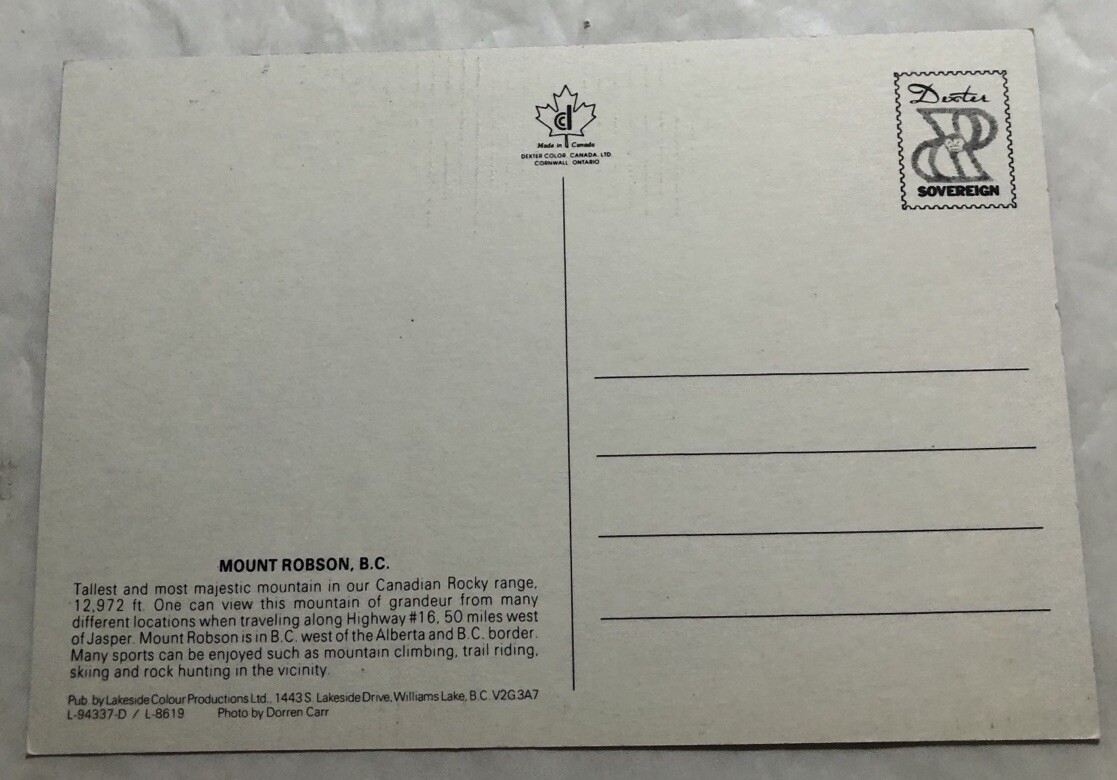 cd
Made in Canada
DEXTER COLOR CANADA, LTD.
CORNWALL, ONTARIO
Dexter
SOVEREIGN
MOUNT ROBSON, B.C.
Tallest and most majestic mountain in our Canadian Rocky range,
12,972 ft. One can view this mountain of grandeur from many
different locations when traveling along Highway #16, 50 miles west
of Jasper. Mount Robson is in B.C. west of the Alberta and B.C. border.
Many sports can be enjoyed such as mountain climbing, trail riding,
skiing and rock hunting in the vicinity.
Pub. by Lakeside Colour Productions Ltd., 1443 S. Lakeside Drive, Williams Lake, B.C. V2G 3A7
L-94337-D / L-8619 Photo by Dorren Carr